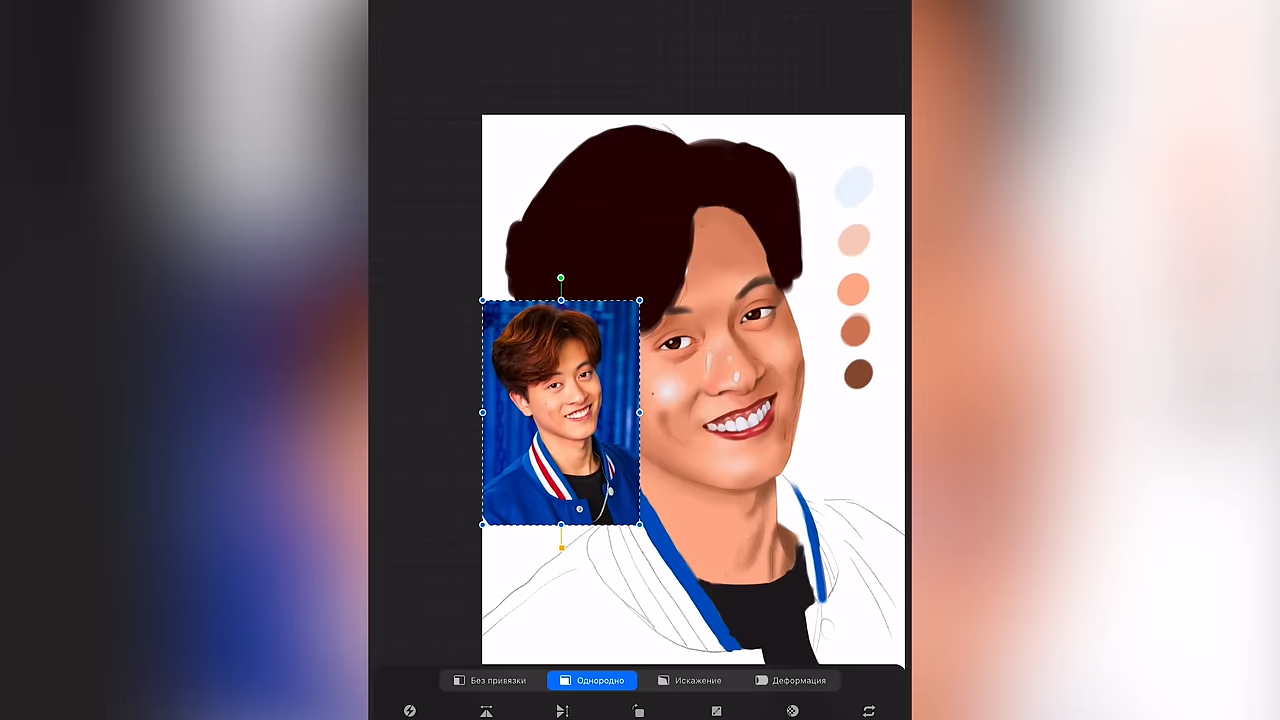 Без привязки
Однородно
Искажение
Деформация